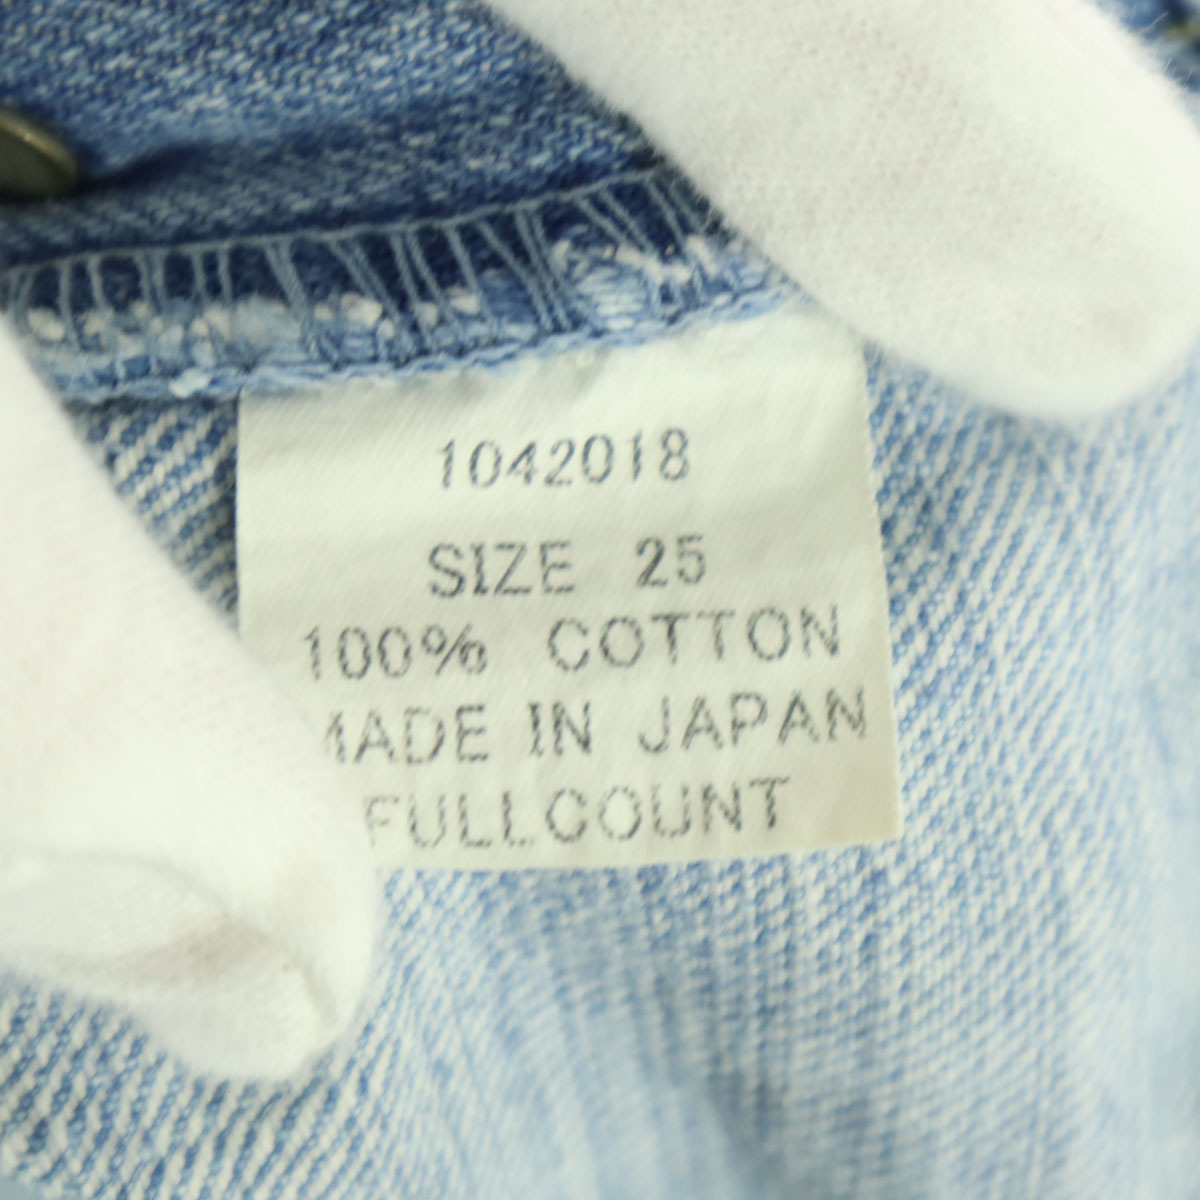 1042018
SIZE 25
100% COTTON
MADE IN JAPAN
FULLCOUNT